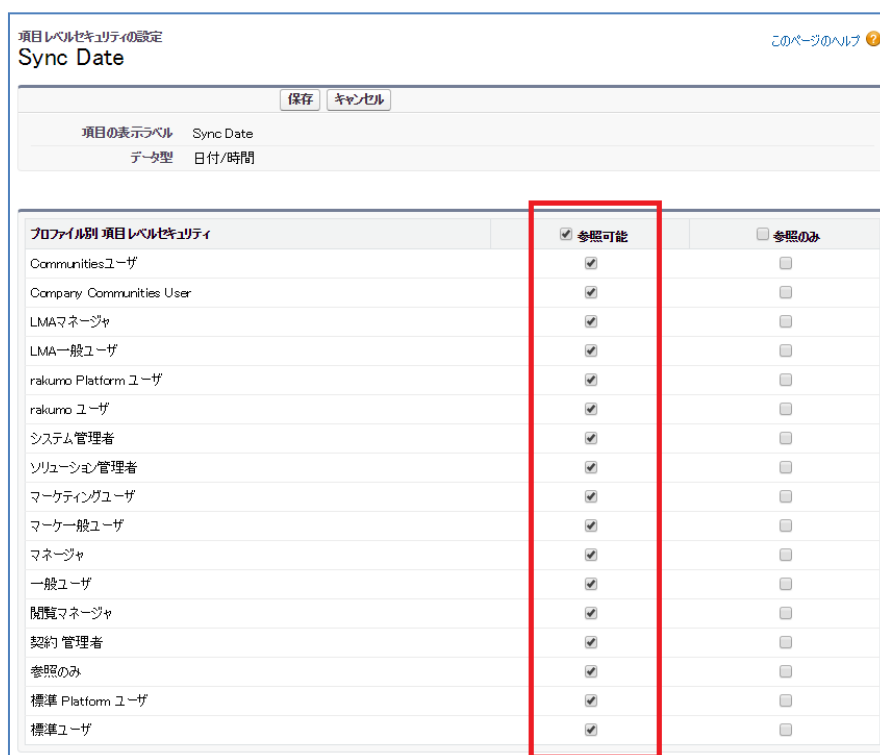 項目レベルセキュリティの設定
Sync Date
このページのヘルプ ?
保存 キャンセル
項目の表示ラベル Sync Date
データ型 日付/時間
プロファイル別 項目レベルセキュリティ 参照可能 参照のみ
Communitiesユーザ
Company Communities User
LMAマネージャ
LMA一般ユーザ
rakumo Platform ユーザ
rakumo ユーザ
システム管理者
ソリューション管理者
マーケティングユーザ
マーケ一般ユーザ
マネージャ
一般ユーザ
閲覧マネージャ
契約 管理者
参照のみ
標準 Platform ユーザ
標準ユーザ